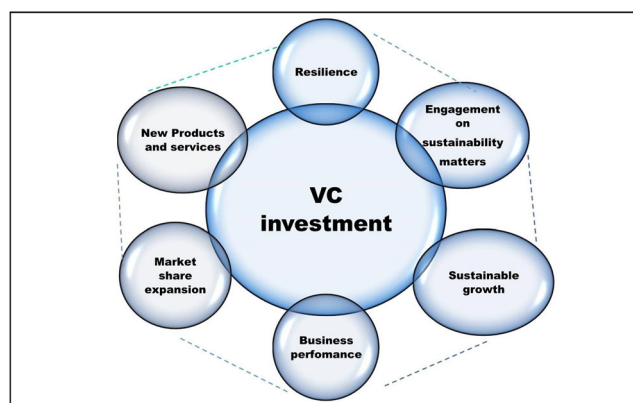 Resilience
Engagement
on
sustainability
matters
New Products
and services
VC
investment
Market
share
expansion
Sustainable
growth
Business
perfomance